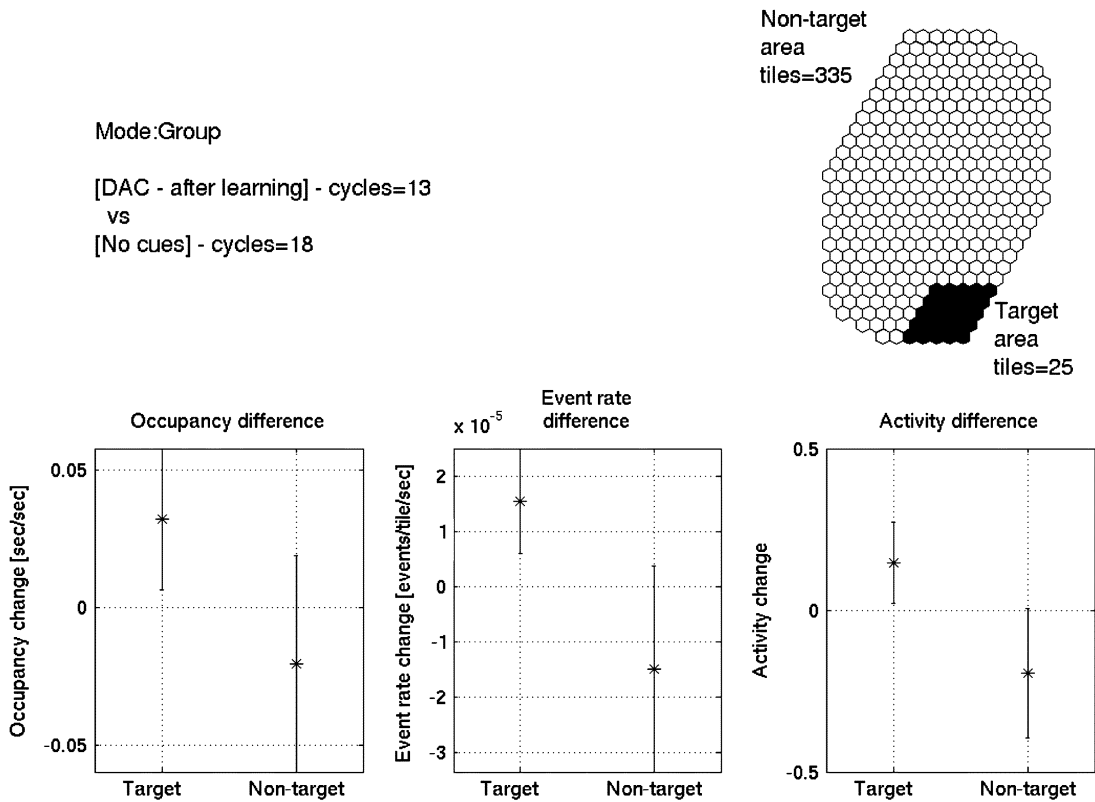 Non-target
area
tiles=335
Mode:Group
[DAC - after learning] - cycles=13
vs
[No cues] - cycles=18
Target
area
tiles=25
Occupancy difference
Occupancy change [sec/sec]
0.05
0
-0.05
Target Non-target
Event rate
difference
x 10^-5
Event rate change [events/tile/sec]
2
1
0
-1
-2
-3
Target Non-target
Activity difference
Activity change
0.5
0
-0.5
Target Non-target